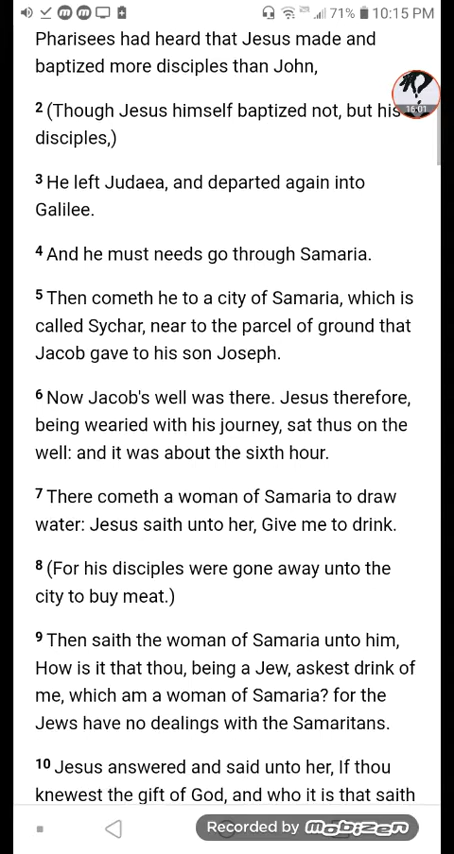 71% 10:15 PM
Pharisees had heard that Jesus made and
baptized more disciples than John,
16:01
2 (Though Jesus himself baptized not, but his
disciples,)
3 He left Judaea, and departed again into
Galilee.
4 And he must needs go through Samaria.
5 Then cometh he to a city of Samaria, which is
called Sychar, near to the parcel of ground that
Jacob gave to his son Joseph.
6 Now Jacob's well was there. Jesus therefore,
being wearied with his journey, sat thus on the
well: and it was about the sixth hour.
7 There cometh a woman of Samaria to draw
water: Jesus saith unto her, Give me to drink.
8 (For his disciples were gone away unto the
city to buy meat.)
9 Then saith the woman of Samaria unto him,
How is it that thou, being a Jew, askest drink of
me, which am a woman of Samaria? for the
Jews have no dealings with the Samaritans.
10 Jesus answered and said unto her, If thou
knewest the gift of God, and who it is that saith
Recorded by mobizen